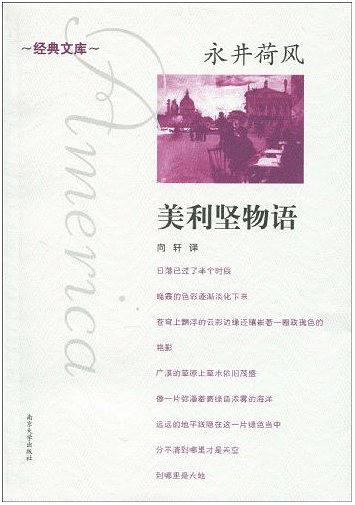 ～经典文库～
永井荷风
America
美利坚物语
向轩 译
日落已过了半个时辰
晚霞的色彩逐渐淡化下来
苍穹上飘浮的云彩边缘还镶嵌著一圈玫瑰色的
艳影
广漠的草原上草木依旧茂盛
像一片弥漫著黄绿色浓雾的海洋
远远的地平线隐在这一片绿色当中
分不清到哪里才是天空
到哪里是大地
南京大学出版社